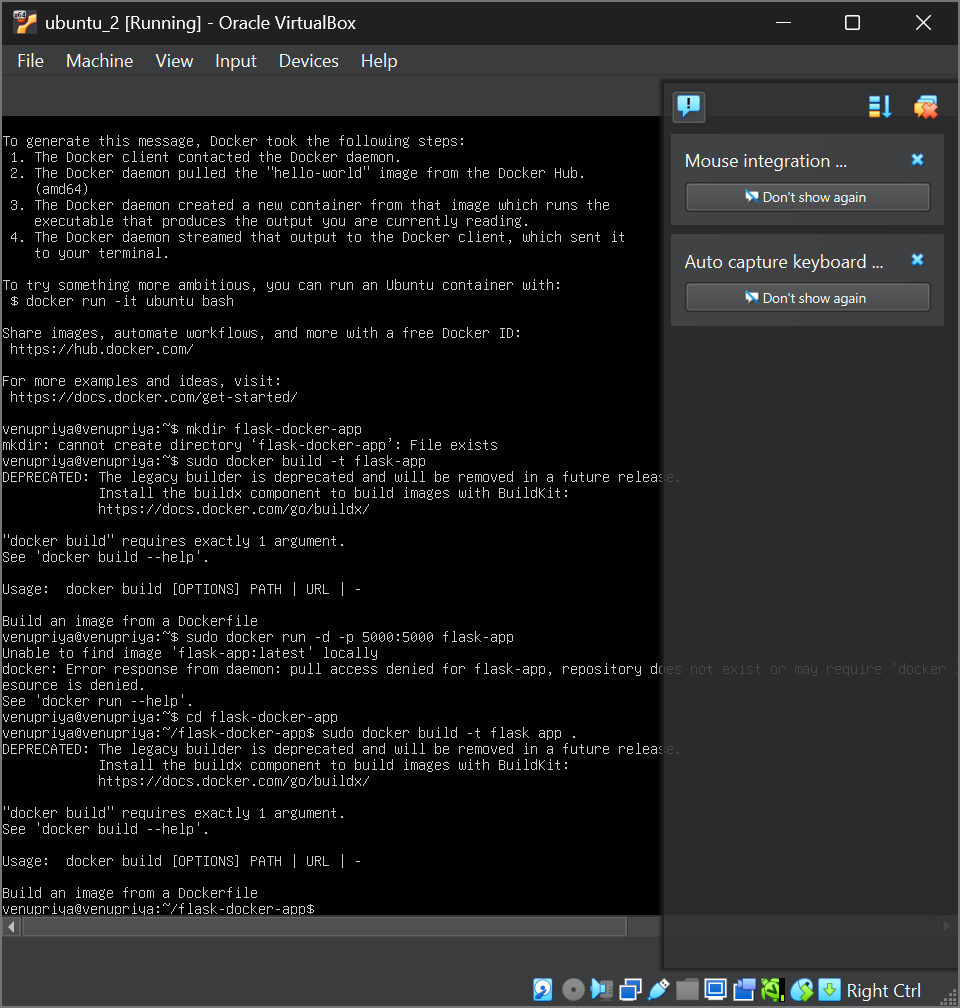 ubuntu_2 [Running] - Oracle VirtualBox
File Machine View Input Devices Help
To generate this message, Docker took the following steps:
1. The Docker client contacted the Docker daemon.
2. The Docker daemon pulled the "hello-world" image from the Docker Hub.
(amd64)
3. The Docker daemon created a new container from that image which runs the
executable that produces the output you are currently reading.
4. The Docker daemon streamed that output to the Docker client, which sent it
to your terminal.
To try something more ambitious, you can run an Ubuntu container with:
$ docker run -it ubuntu bash
Share images, automate workflows, and more with a free Docker ID:
https://hub.docker.com/
For more examples and ideas, visit:
https://docs.docker.com/get-started/
venupriya@venupriya:~$ mkdir flask-docker-app
mkdir: cannot create directory ‘flask-docker-app’: File exists
venupriya@venupriya:~$ sudo docker build -t flask-app
DEPRECATED: The legacy builder is deprecated and will be removed in a future release.
Install the buildx component to build images with BuildKit:
https://docs.docker.com/go/buildx/
"docker build" requires exactly 1 argument.
See 'docker build --help'.
Usage:  docker build [OPTIONS] PATH | URL | -
Build an image from a Dockerfile
venupriya@venupriya:~$ sudo docker run -d -p 5000:5000 flask-app
Unable to find image 'flask-app:latest' locally
docker: Error response from daemon: pull access denied for flask-app, repository does not exist or may require 'docker
esource is denied.
See 'docker run --help'.
venupriya@venupriya:~$ cd flask-docker-app
venupriya@venupriya:~/flask-docker-app$ sudo docker build -t flask app .
DEPRECATED: The legacy builder is deprecated and will be removed in a future release.
Install the buildx component to build images with BuildKit:
https://docs.docker.com/go/buildx/
"docker build" requires exactly 1 argument.
See 'docker build --help'.
Usage:  docker build [OPTIONS] PATH | URL | -
Build an image from a Dockerfile
venupriya@venupriya:~/flask-docker-app$
Mouse integration ...
Don't show again
Auto capture keyboard ...
Don't show again
Right Ctrl